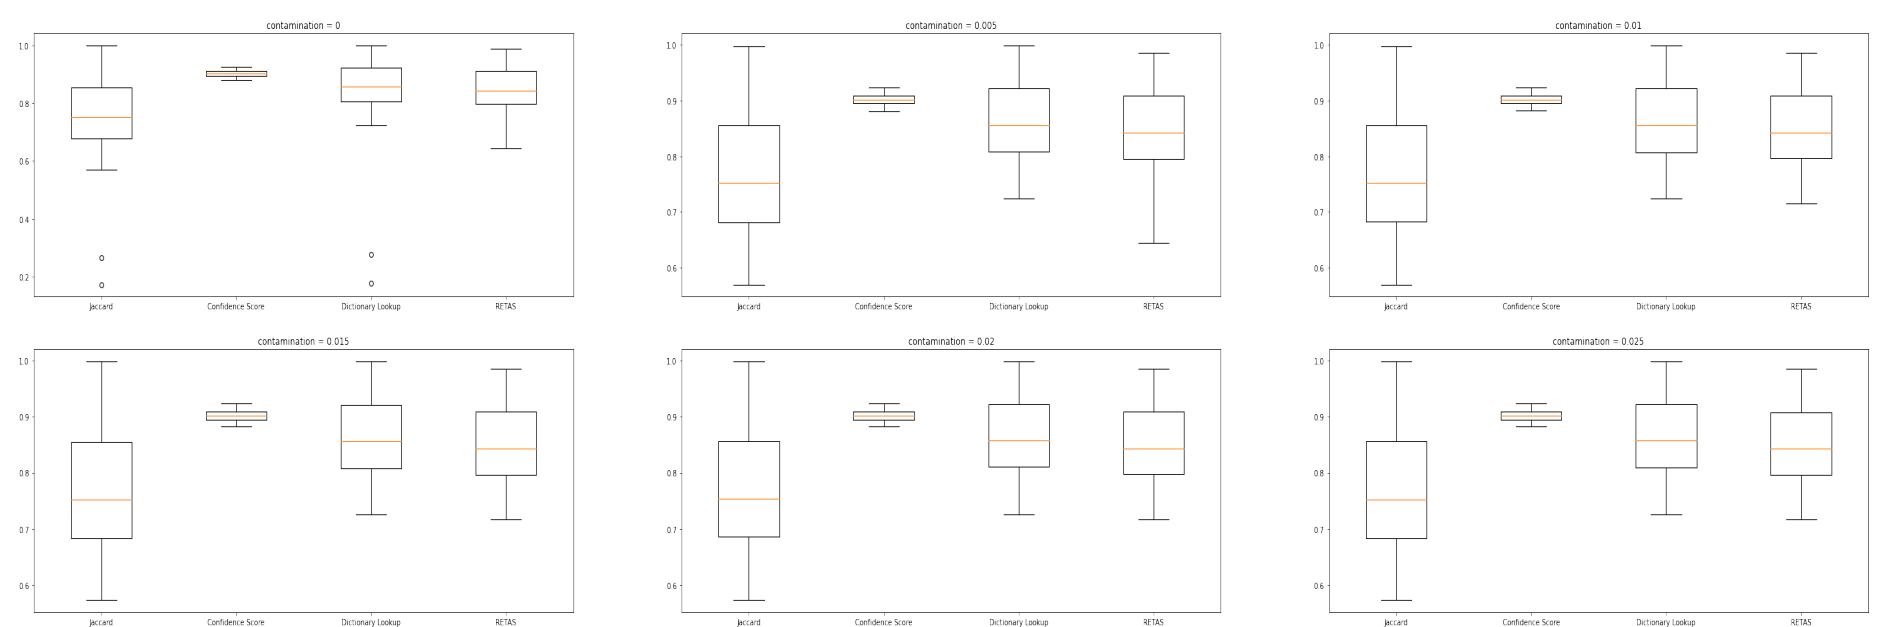 contamination = 0
1.0
0.8
0.6
0.4
0.2
Jaccard Confidence Score Dictionary Lookup RETAS
contamination = 0.005
1.0
0.9
0.8
0.7
0.6
Jaccard Confidence Score Dictionary Lookup RETAS
contamination = 0.01
1.0
0.9
0.8
0.7
0.6
Jaccard Confidence Score Dictionary Lookup RETAS
contamination = 0.015
1.0
0.9
0.8
0.7
0.6
Jaccard Confidence Score Dictionary Lookup RETAS
contamination = 0.02
1.0
0.9
0.8
0.7
0.6
Jaccard Confidence Score Dictionary Lookup RETAS
contamination = 0.025
1.0
0.9
0.8
0.7
0.6
Jaccard Confidence Score Dictionary Lookup RETAS